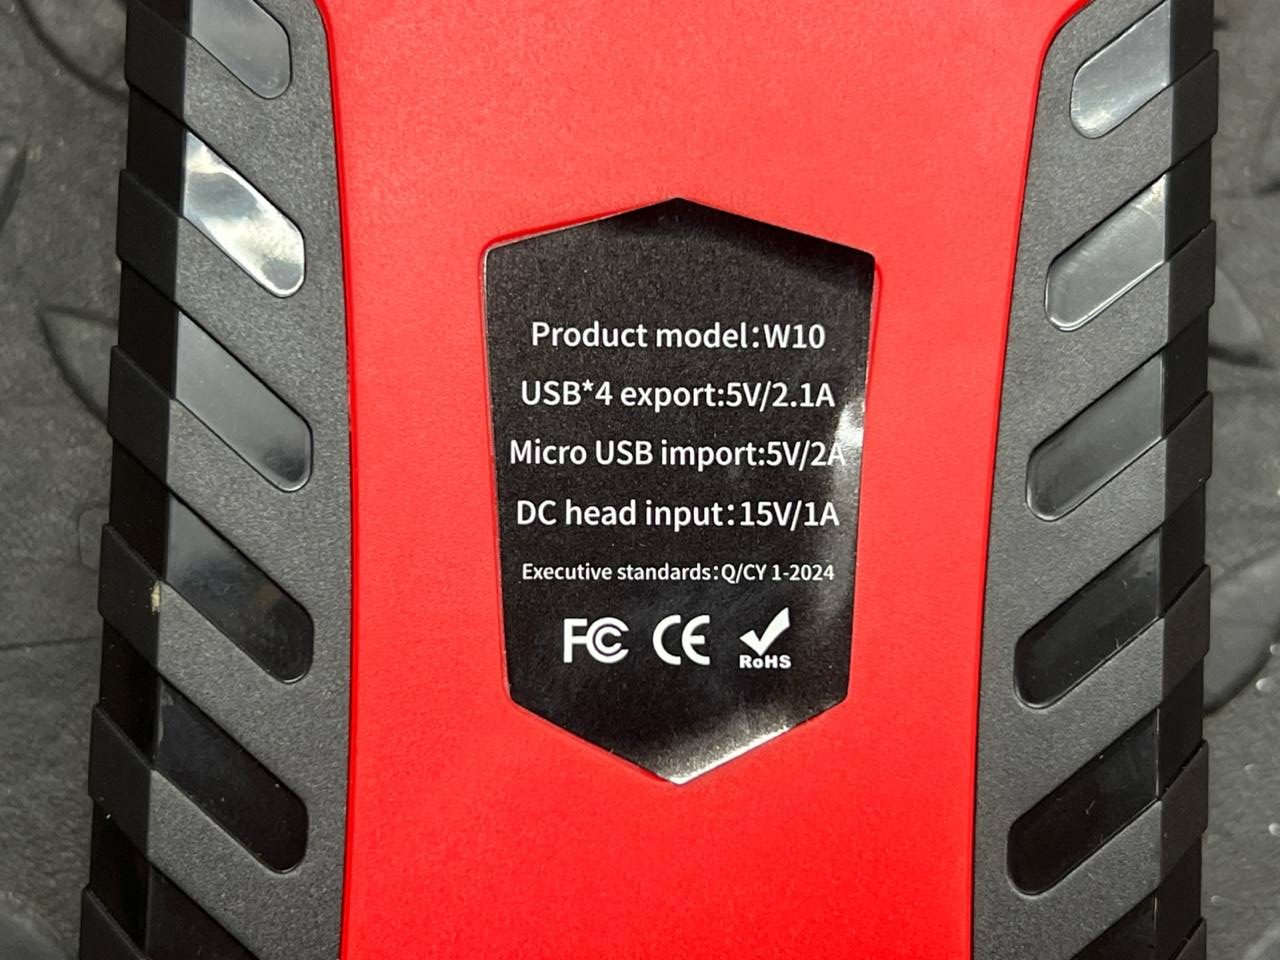 Product model:W10
USB*4 export:5V/2.1A
Micro USB import:5V/2A
DC head input:15V/1A
Executive standards:Q/CY 1-2024
FC CE RoHS